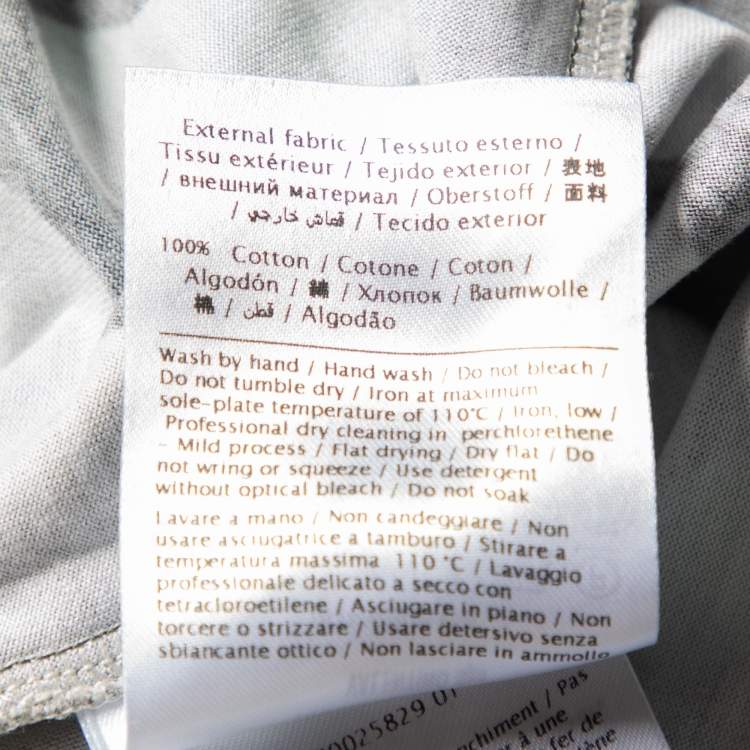 External fabric / Tessuto esterno /
Tissu extérieur / Tejido exterior / 表地
/ внешний материал / Oberstoff / 面料
/ قماش خارجي / Tecido exterior
100% Cotton / Cotone / Coton /
Algodón / 綿 / Хлопок / Baumwolle /
棉 / قطن / Algodão
Wash by hand / Hand wash / Do not bleach /
Do not tumble dry / Iron at maximum
sole-plate temperature of 110°C / Iron, low /
Professional dry cleaning in perchlorethene
- Mild process / Flat drying / Dry flat / Do
not wring or squeeze / Use detergent
without optical bleach / Do not soak
Lavare a mano / Non candeggiare / Non
usare asciugatrice a tamburo / Stirare a
temperatura massima 110 °C / Lavaggio
professionale delicato a secco con
tetracloroetilene / Asciugare in piano / Non
torcere o strizzare / Usare detersivo senza
sbiancante ottico / Non lasciare in ammollo
0025829 01
/ Pas
à une
fer de